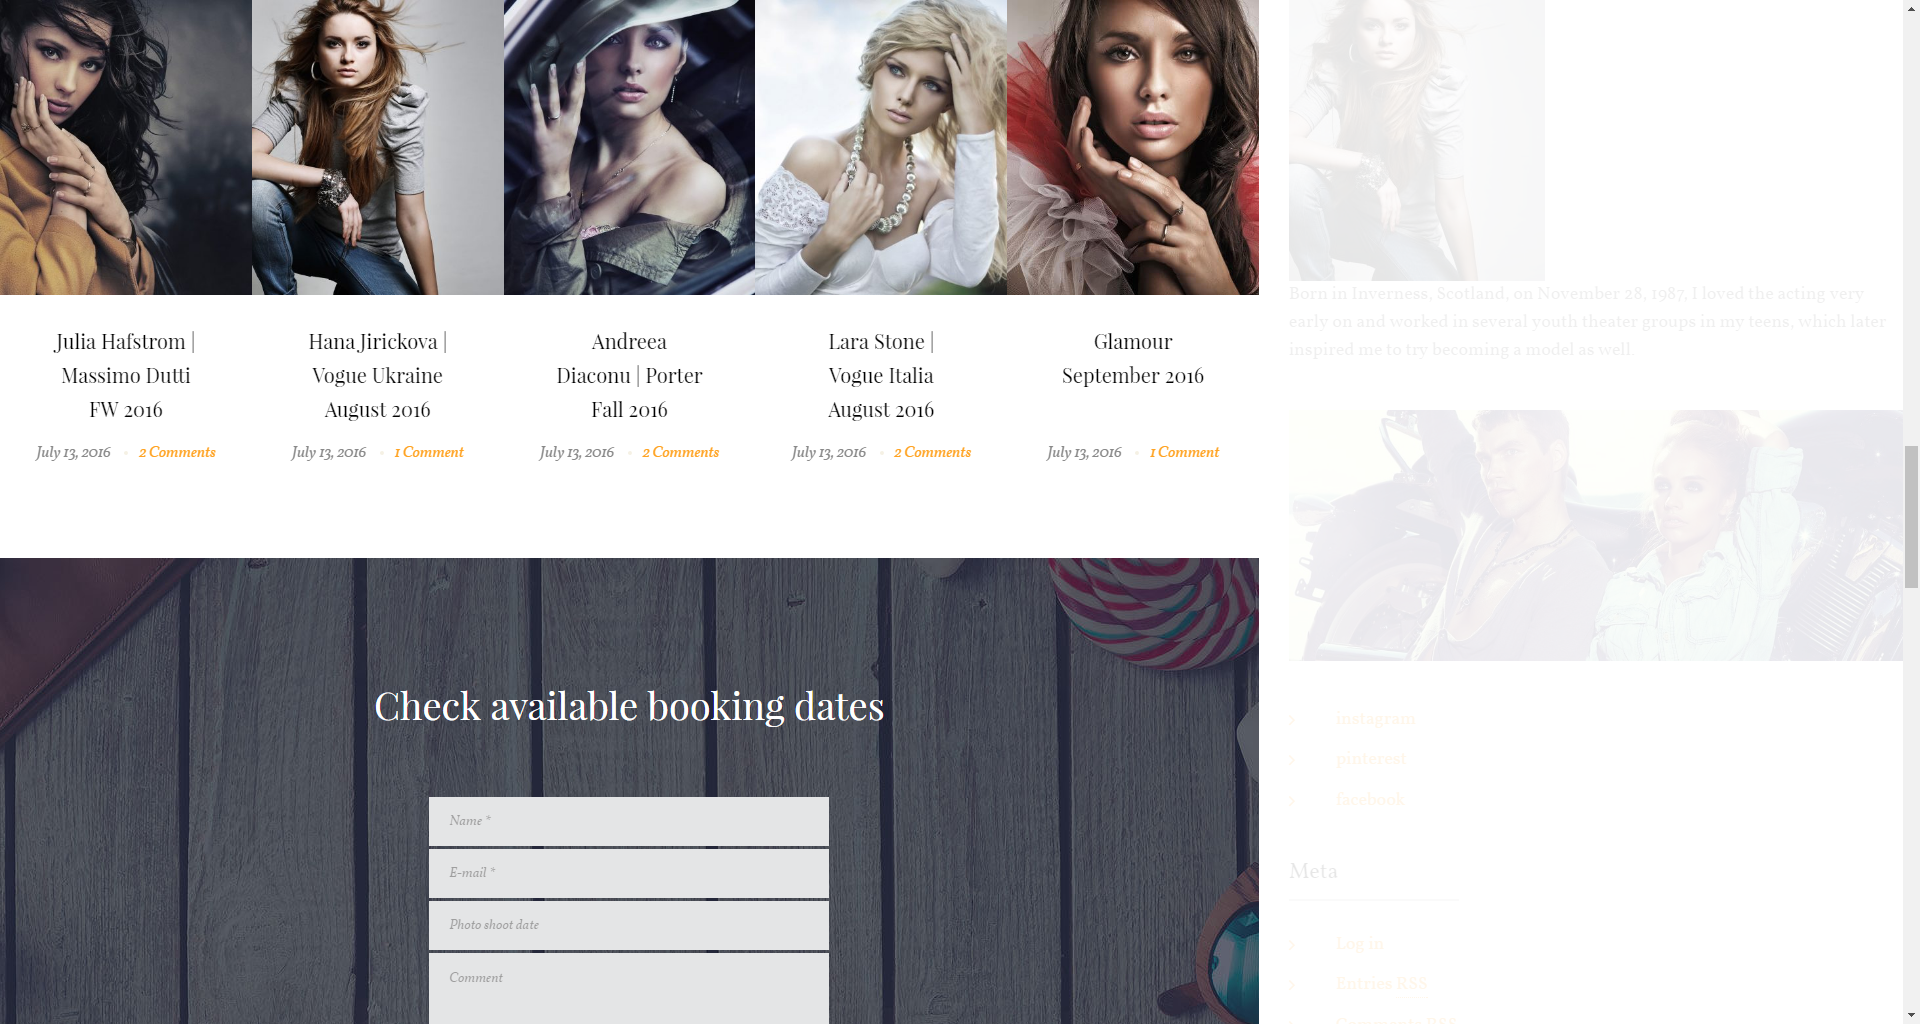 Julia Hafstrom |
Massimo Dutti
FW 2016
July 13, 2016 2 Comments
Hana Jirickova |
Vogue Ukraine
August 2016
July 13, 2016 1 Comment
Andreea
Diaconu | Porter
Fall 2016
July 13, 2016 2 Comments
Lara Stone |
Vogue Italia
August 2016
July 13, 2016 2 Comments
Glamour
September 2016
July 13, 2016 1 Comment
Check available booking dates
Name *
E-mail *
Photo shoot date
Comment
Born in Inverness, Scotland, on November 28, 1987, I loved the acting very
early on and worked in several youth theater groups in my teens, which later
inspired me to try becoming a model as well.
instagram
pinterest
facebook
Meta
Log in
Entries RSS
Comments RSS